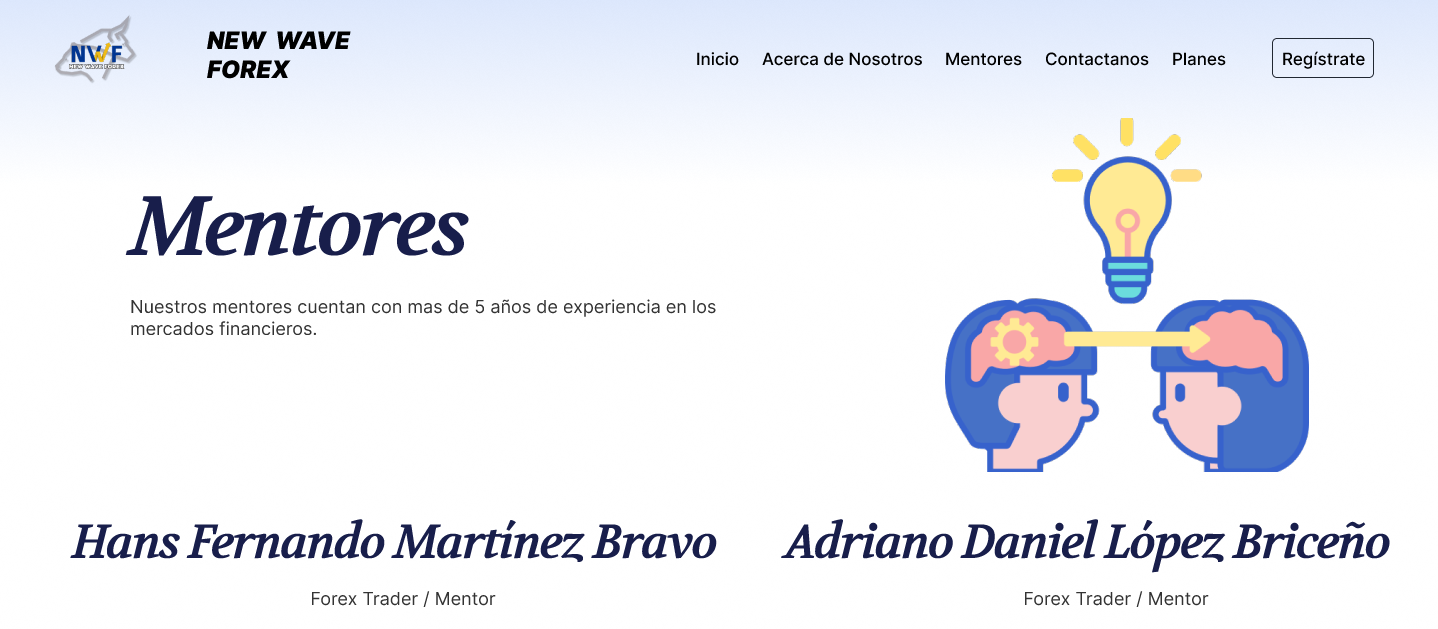 NWF
NEW WAVE FOREX
NEW WAVE
FOREX
Inicio
Acerca de Nosotros
Mentores
Contactanos
Planes
Regístrate
Mentores
Nuestros mentores cuentan con mas de 5 años de experiencia en los
mercados financieros.
Hans Fernando Martínez Bravo
Forex Trader / Mentor
Adriano Daniel López Briceño
Forex Trader / Mentor